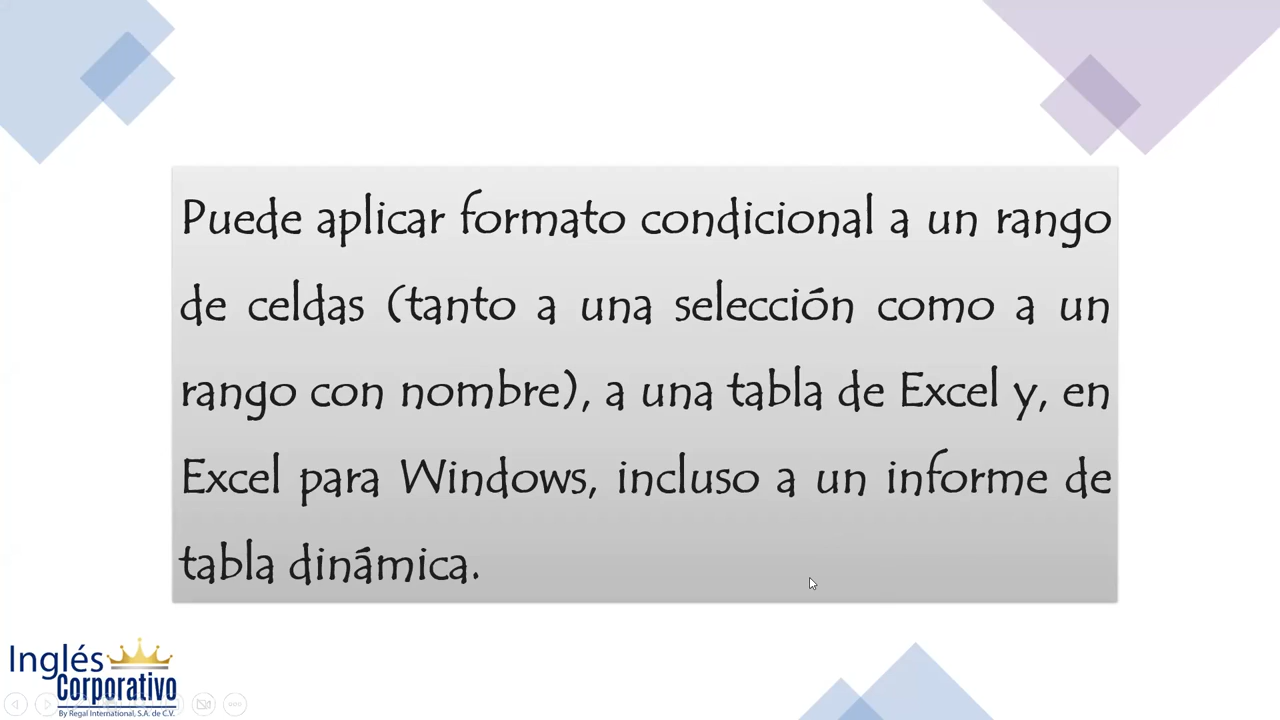 Puede aplicar formato condicional a un rango
de celdas (tanto a una selección como a un
rango con nombre), a una tabla de Excel y, en
Excel para Windows, incluso a un informe de
tabla dinámica.
Inglés
Corporativo
By Regal International, S.A. de C.V.